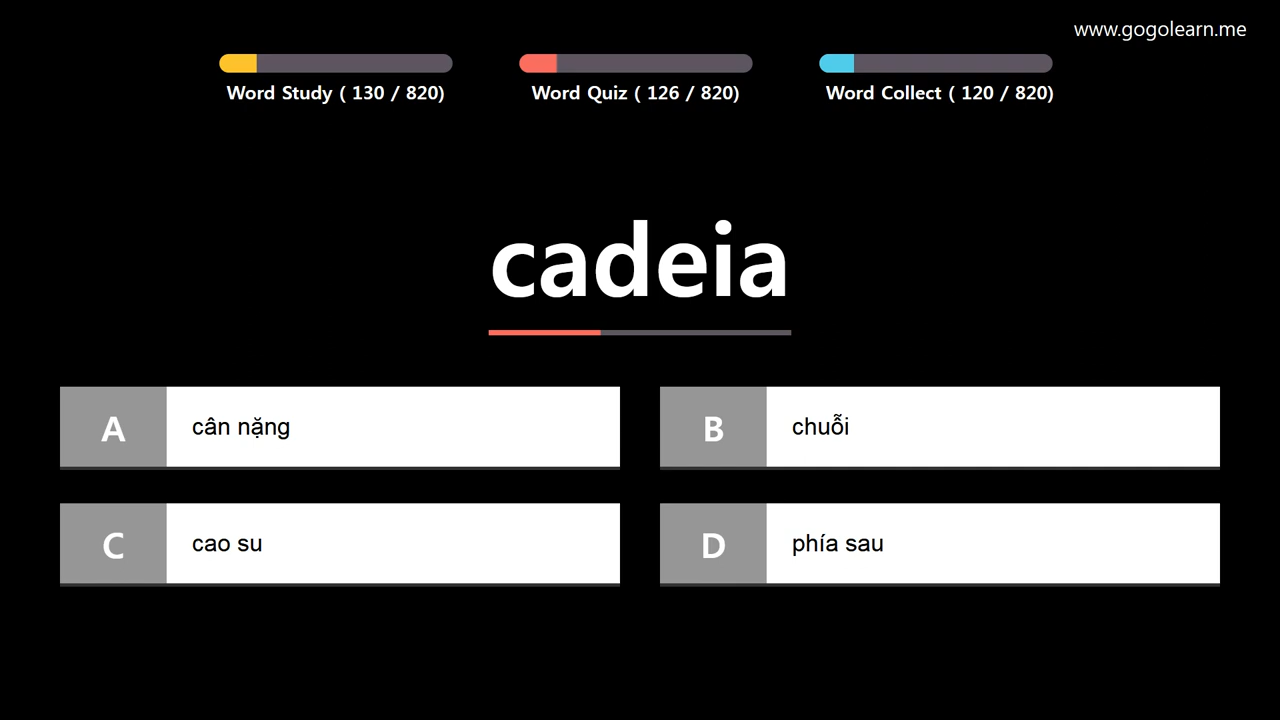 www.gogolearn.me
Word Study ( 130 / 820)
Word Quiz ( 126 / 820)
Word Collect ( 120 / 820)
cadeia
A
cân nặng
B
chuỗi
C
cao su
D
phía sau